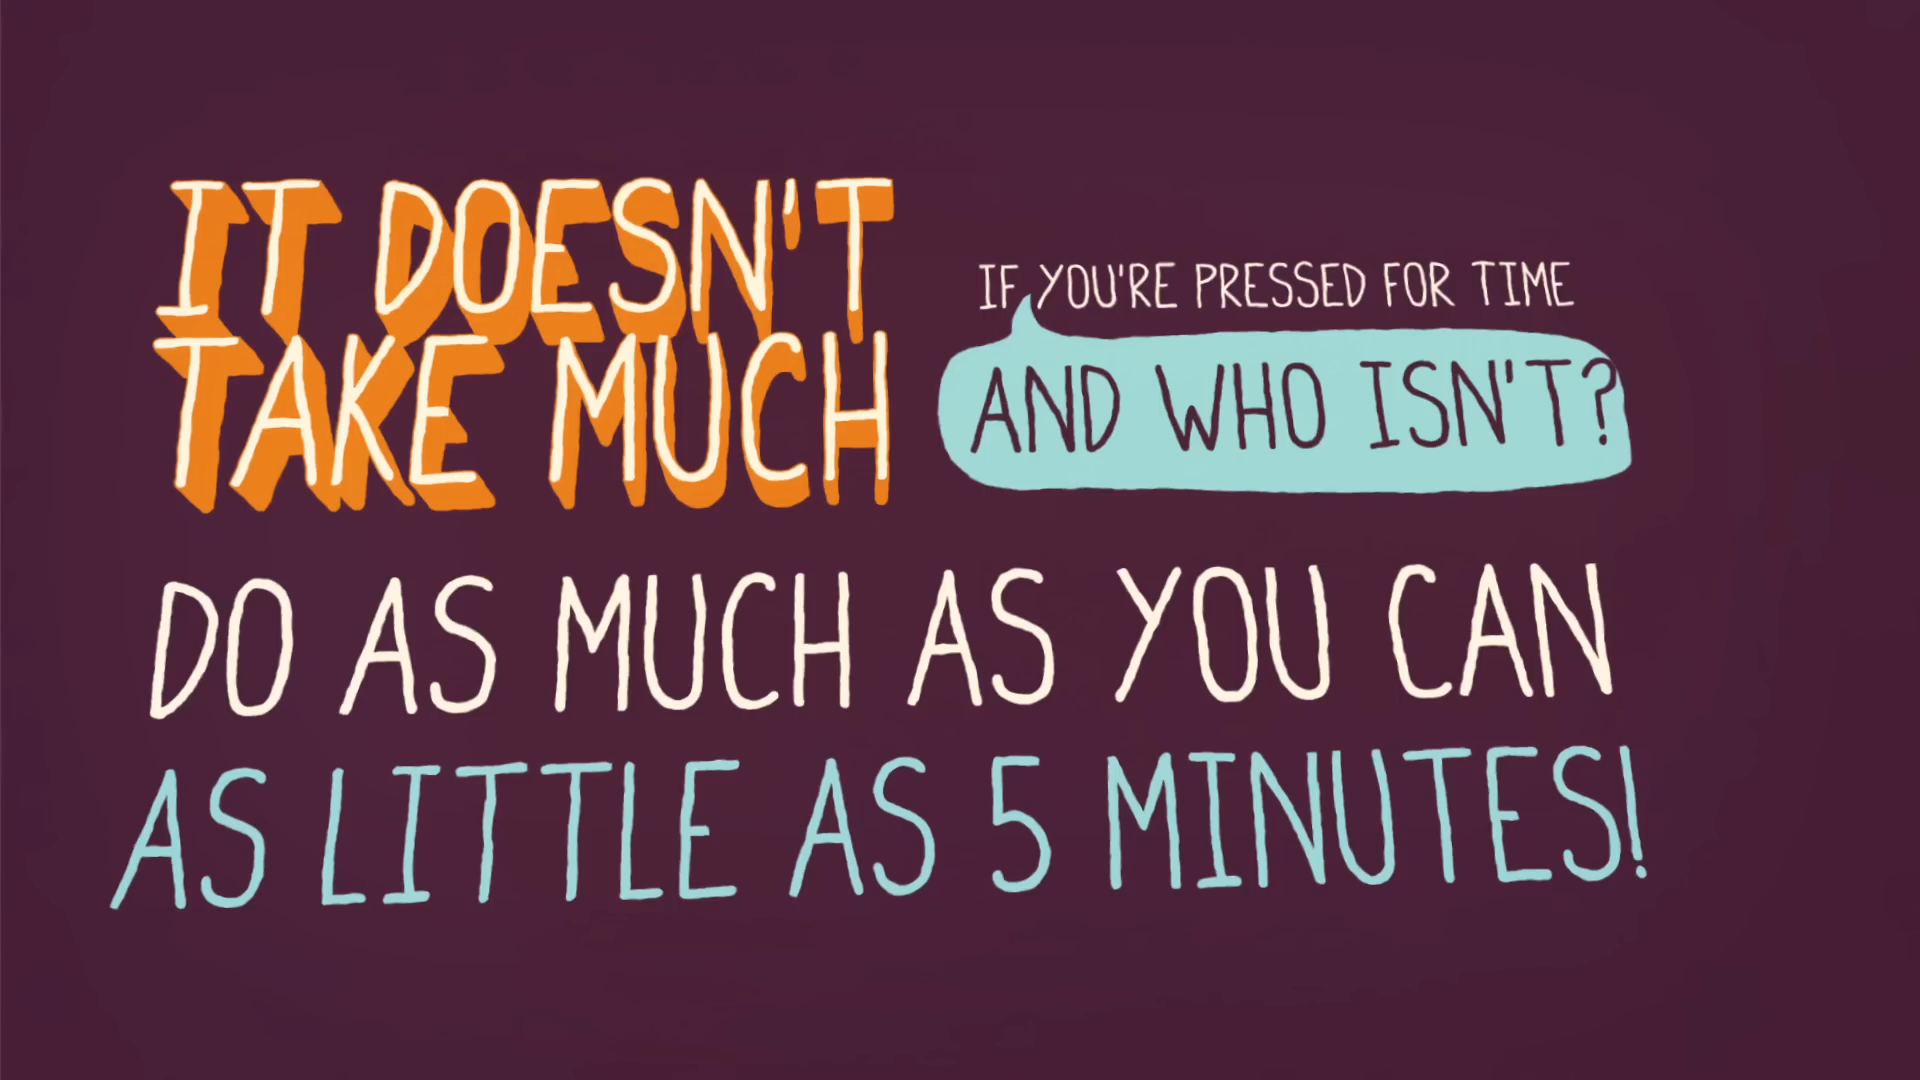 IT DOESN'T
TAKE MUCH
IF YOU'RE PRESSED FOR TIME
AND WHO ISN'T?
DO AS MUCH AS YOU CAN
AS LITTLE AS 5 MINUTES!